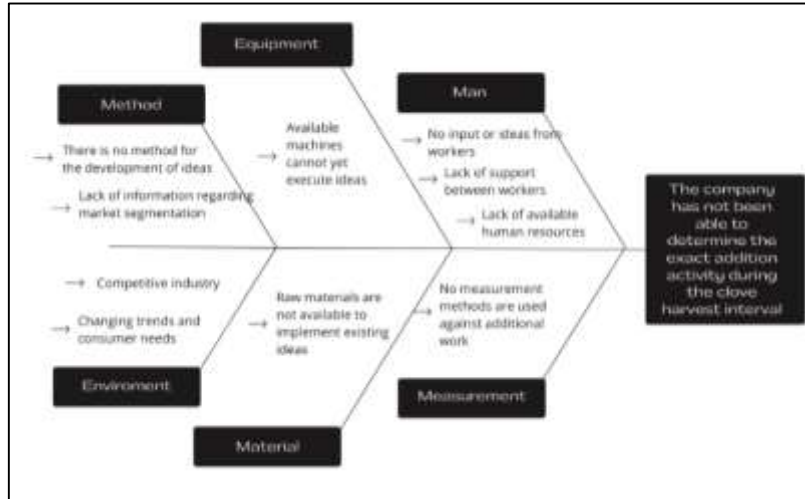 Equipment
Method
Man
There is no method for
the development of ideas
Lack of information regarding
market segmentation
Available
machines
cannot yet
execute ideas
No input or ideas from
workers
Lack of support
between workers
Lack of available
human resources
The company
has not been
able to
determine the
exact addition
activity during
the clove
harvest interval
Competitive industry
Changing trends and
consumer needs
Raw materials are
not available to
implement existing
ideas
No measurement
methods are used
against additional
work
Enviroment
Material
Measurement